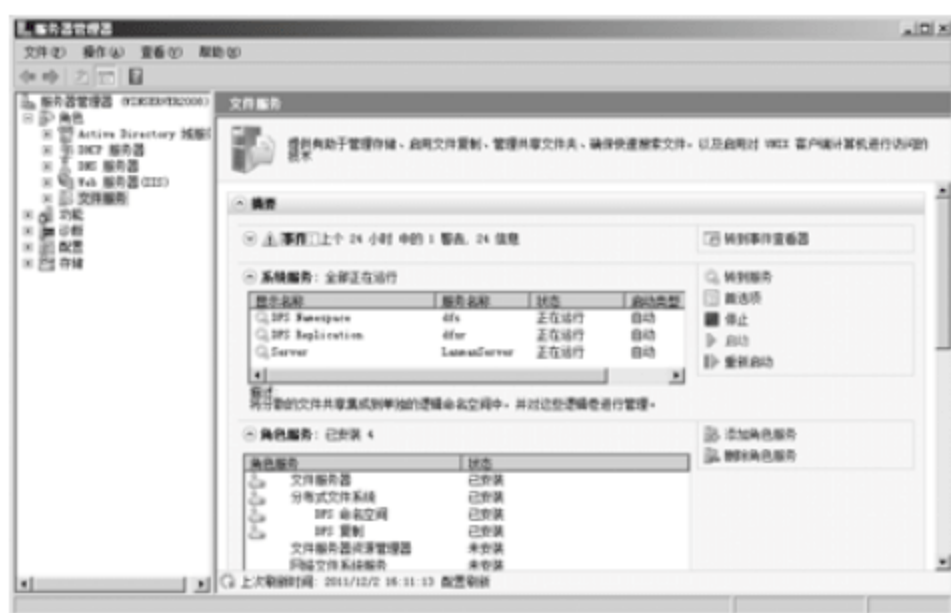 服务器管理器
文件(F) 操作(A) 查看(V) 帮助(H)
服务器管理器 (WINSERVER2008)
角色
Active Directory 域服
DHCP 服务器
DNS 服务器
Web 服务器(IIS)
文件服务
功能
诊断
配置
存储
文件服务
提供有助于管理存储、启用文件复制、管理共享文件夹、确保快速搜索文件,以及启用对 UNIX 客户端计算机进行访问的技术
摘要
事件: 上个 24 小时 中的 1 警告, 24 信息
转到事件查看器
系统服务: 全部正在运行
显示名称 服务名称 状态 启动类型
DFS Namespace dfs 正在运行 自动
DFS Replication dfsr 正在运行 自动
Server LanmanServer 正在运行 自动
转到服务
首选项
停止
启动
重新启动
描述:
将分散的文件共享集成到单独的逻辑命名空间中,并对这些逻辑卷进行管理。
角色服务: 已安装 4
添加角色服务
删除角色服务
角色服务 状态
文件服务器 已安装
分布式文件系统 已安装
DFS 命名空间 已安装
DFS 复制 已安装
文件服务器资源管理器 未安装
网络文件系统服务 未安装
上次刷新时间: 2011/12/2 16:11:13 配置刷新